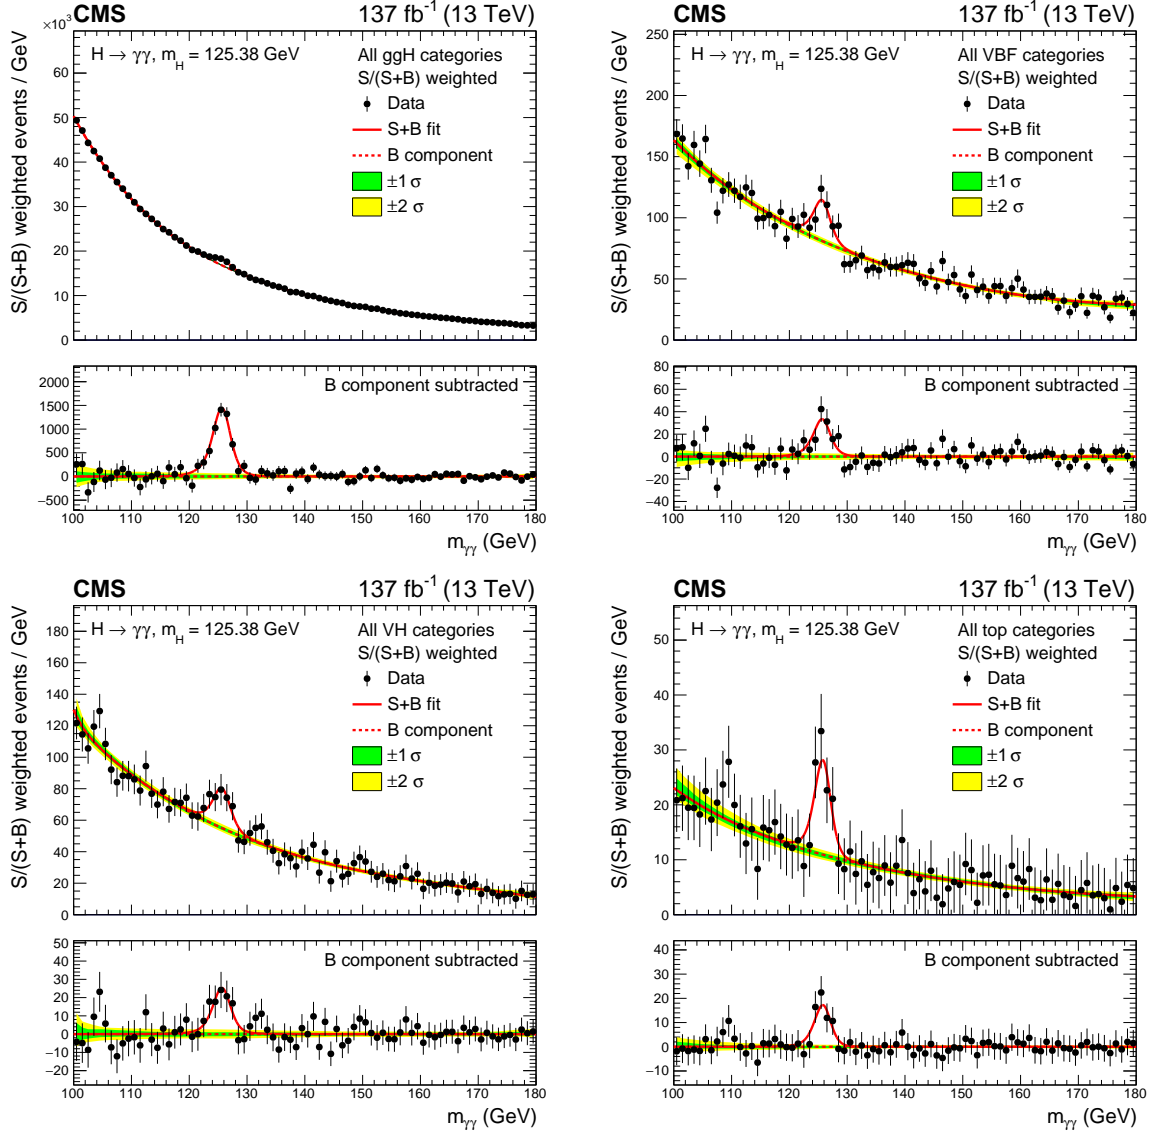 CMS 137 fb⁻¹ (13 TeV)
×10³
H → γγ, m_H = 125.38 GeV
All ggH categories
S/(S+B) weighted
Data
S+B fit
B component
±1 σ
±2 σ
S/(S+B) weighted events / GeV
60
50
40
30
20
10
0
B component subtracted
2000
1500
1000
500
0
−500
100 110 120 130 140 150 160 170 180
m_γγ (GeV)
CMS 137 fb⁻¹ (13 TeV)
H → γγ, m_H = 125.38 GeV
All VBF categories
S/(S+B) weighted
Data
S+B fit
B component
±1 σ
±2 σ
S/(S+B) weighted events / GeV
250
200
150
100
50
0
B component subtracted
80
60
40
20
0
−20
−40
100 110 120 130 140 150 160 170 180
m_γγ (GeV)
CMS 137 fb⁻¹ (13 TeV)
H → γγ, m_H = 125.38 GeV
All VH categories
S/(S+B) weighted
Data
S+B fit
B component
±1 σ
±2 σ
S/(S+B) weighted events / GeV
180
160
140
120
100
80
60
40
20
0
B component subtracted
50
40
30
20
10
0
−10
−20
100 110 120 130 140 150 160 170 180
m_γγ (GeV)
CMS 137 fb⁻¹ (13 TeV)
H → γγ, m_H = 125.38 GeV
All top categories
S/(S+B) weighted
Data
S+B fit
B component
±1 σ
±2 σ
S/(S+B) weighted events / GeV
50
40
30
20
10
0
B component subtracted
40
30
20
10
0
−10
100 110 120 130 140 150 160 170 180
m_γγ (GeV)